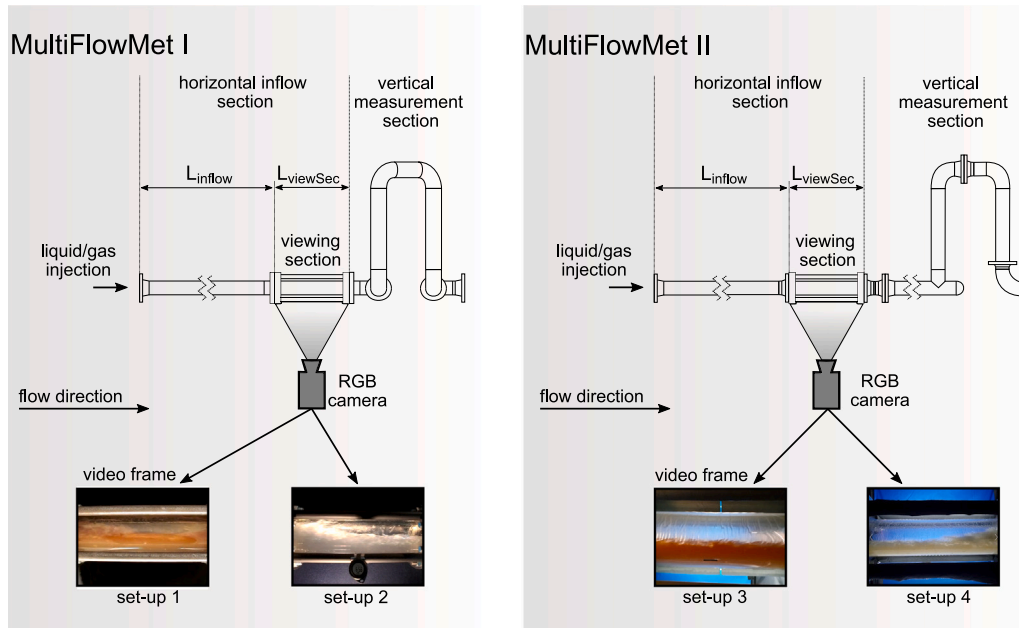 MultiFlowMet I
horizontal inflow
section
vertical
measurement
section
Linflow
LviewSec
viewing
section
liquid/gas
injection
RGB
camera
flow direction
video frame
set-up 1
set-up 2
MultiFlowMet II
horizontal inflow
section
vertical
measurement
section
Linflow
LviewSec
viewing
section
liquid/gas
injection
RGB
camera
flow direction
video frame
set-up 3
set-up 4